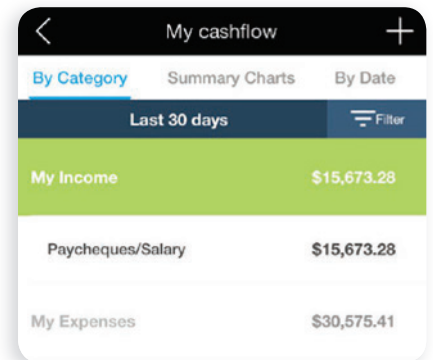 My cashflow
By Category Summary Charts By Date
Last 30 days Filter
My Income $15,673.28
Paycheques/Salary $15,673.28
My Expenses $30,575.41